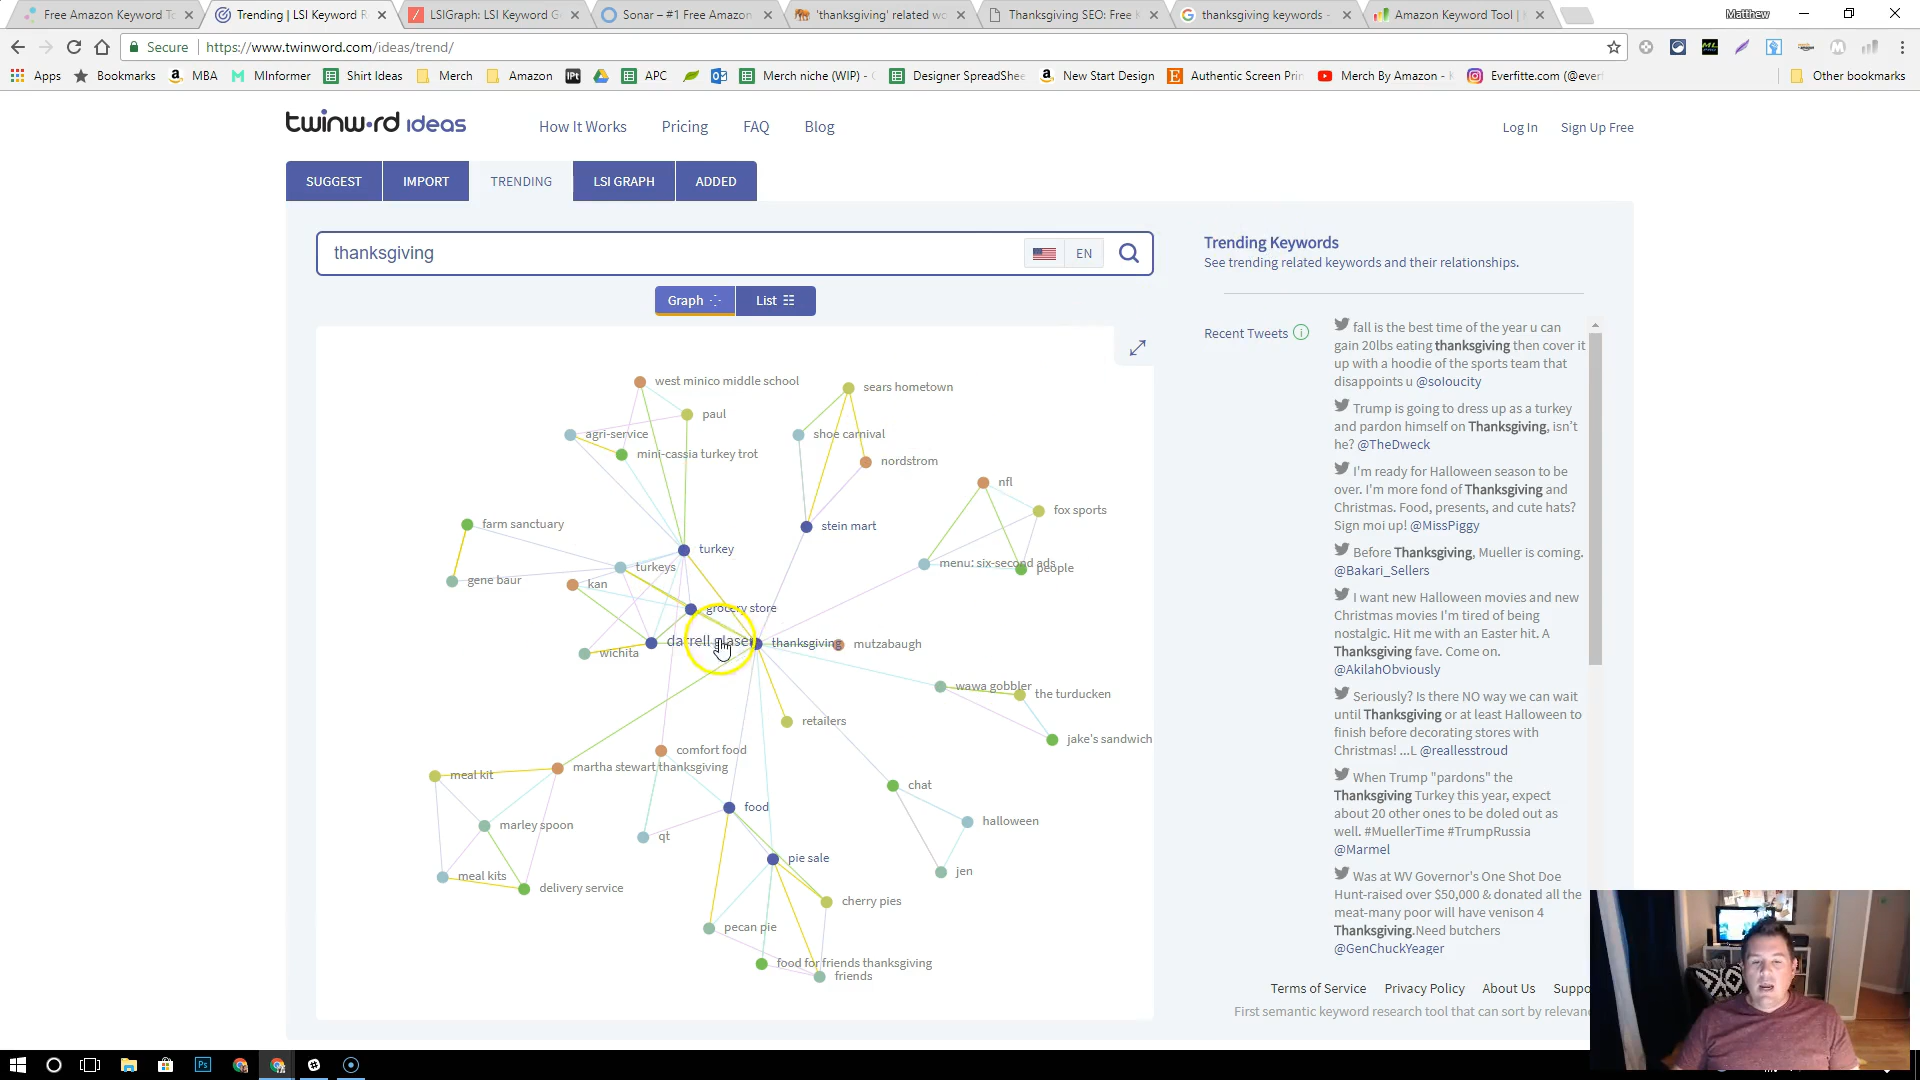 Free Amazon Keyword To
Trending | LSI Keyword R
LSIGraph: LSI Keyword G
Sonar – #1 Free Amazon
'thanksgiving' related wo
Thanksgiving SEO: Free K
thanksgiving keywords -
Amazon Keyword Tool |
Matthew
Secure
https://www.twinword.com/ideas/trend/
Apps
Bookmarks
MBA
MInformer
Shirt Ideas
Merch
Amazon
APC
Merch niche (WIP) -
Designer SpreadShe
New Start Design
Authentic Screen Prin
Merch By Amazon -
Everfitte.com (@ever
Other bookmarks
twinword ideas
How It Works
Pricing
FAQ
Blog
Log In
Sign Up Free
SUGGEST
IMPORT
TRENDING
LSI GRAPH
ADDED
thanksgiving
EN
Graph
List
Trending Keywords
See trending related keywords and their relationships.
Recent Tweets
fall is the best time of the year u can
gain 20lbs eating thanksgiving then cover it
up with a hoodie of the sports team that
disappoints u @soloucity
Trump is going to dress up as a turkey
and pardon himself on Thanksgiving, isn't
he? @TheDweck
I'm ready for Halloween season to be
over. I'm more fond of Thanksgiving and
Christmas. Food, presents, and cute hats?
Sign moi up! @MissPiggy
Before Thanksgiving, Mueller is coming.
@Bakari_Sellers
I want new Halloween movies and new
Christmas movies I'm tired of being
nostalgic. Hit me with an Easter hit. A
Thanksgiving fave. Come on.
@AkilahObviously
Seriously? Is there NO way we can wait
until Thanksgiving or at least Halloween to
finish before decorating stores with
Christmas! ...L @reallesstroud
When Trump "pardons" the
Thanksgiving Turkey this year, expect
about 20 other ones to be doled out as
well. #MuellerTime #TrumpRussia
@Marmel
Was at WV Governor's One Shot Doe
Hunt-raised over $50,000 & donated all the
meat-many poor will have venison 4
Thanksgiving.Need butchers
@GenChuckYeager
west minico middle school
sears hometown
paul
agri-service
shoe carnival
mini-cassia turkey trot
nordstrom
nfl
fox sports
farm sanctuary
stein mart
turkey
turkeys
menu: six-second ads
people
gene baur
kan
grocery store
darrell glaser
thanksgiving
mutzabaugh
wichita
wawa gobbler
the turducken
retailers
jake's sandwich
comfort food
martha stewart thanksgiving
meal kit
chat
food
halloween
marley spoon
qt
pie sale
meal kits
jen
delivery service
cherry pies
pecan pie
food for friends thanksgiving
friends
Terms of Service
Privacy Policy
About Us
Suppo
First semantic keyword research tool that can sort by relevan
Ps